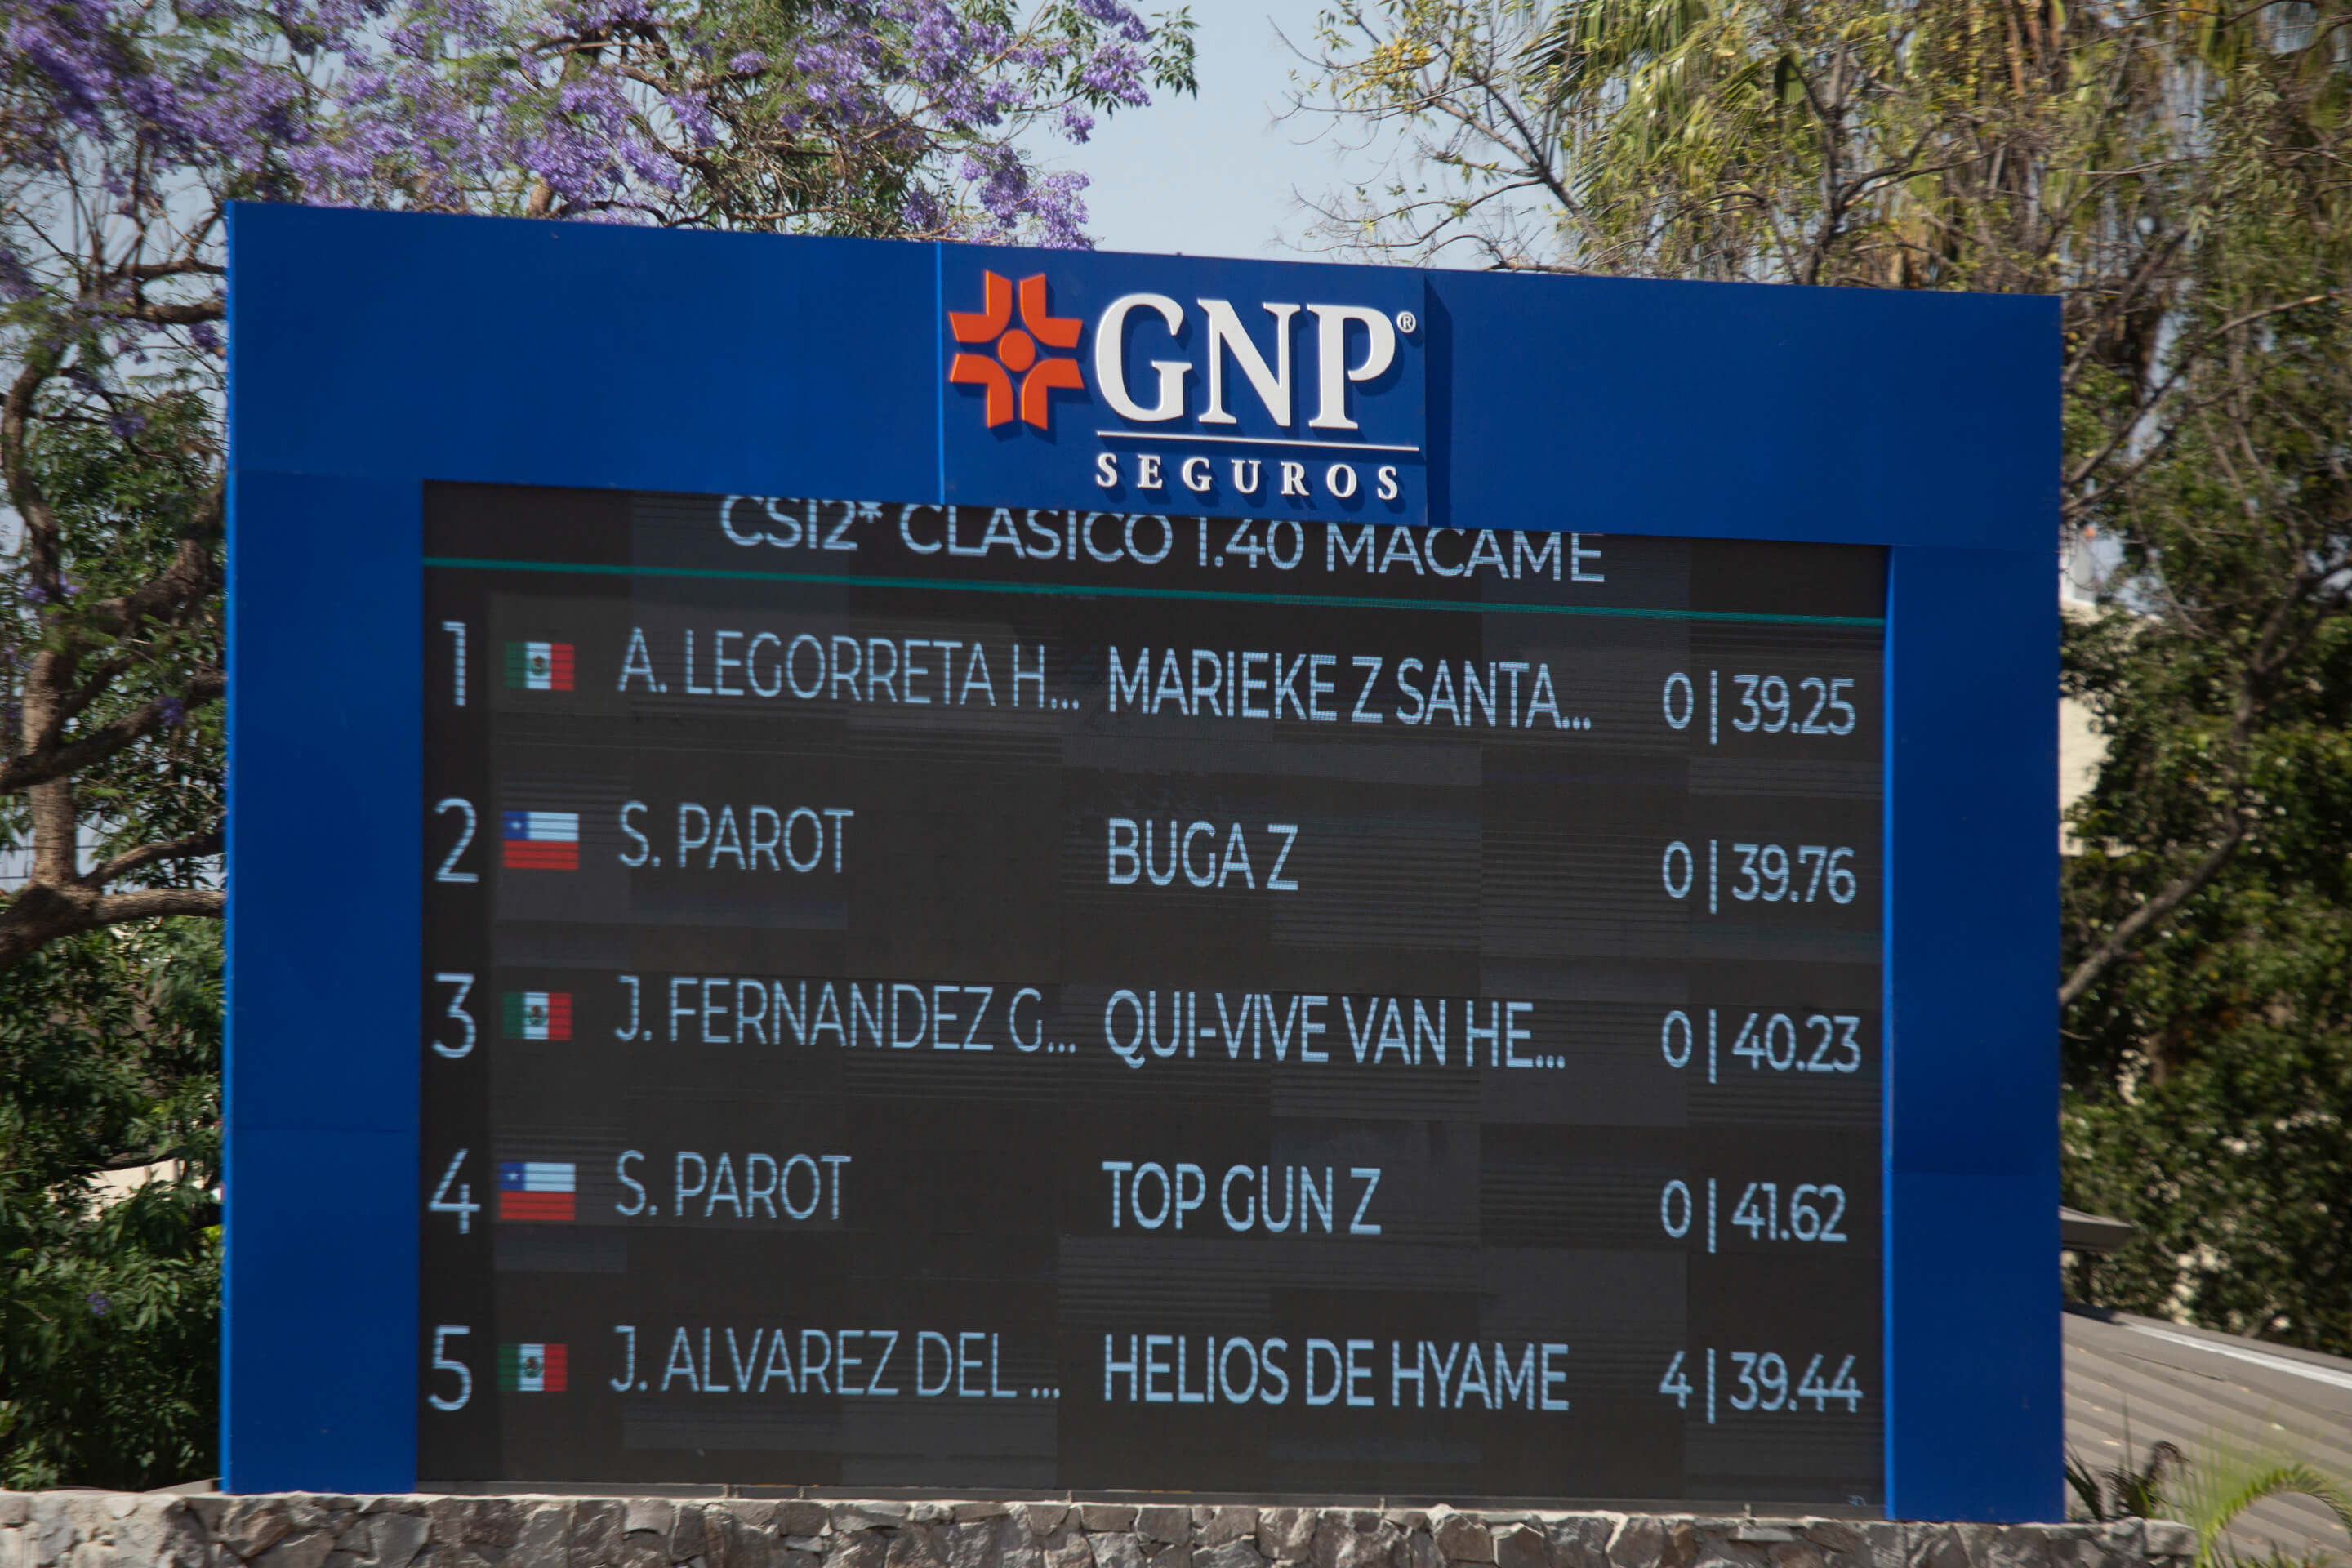 GNP®
SEGUROS
CSI2* CLASICO 1.40 MACAME
1 A. LEGORRETA H... MARIEKE Z SANTA... 0 | 39.25
2 S. PAROT BUGA Z 0 | 39.76
3 J. FERNANDEZ G... QUI-VIVE VAN HE... 0 | 40.23
4 S. PAROT TOP GUN Z 0 | 41.62
5 J. ALVAREZ DEL ... HELIOS DE HYAME 4 | 39.44